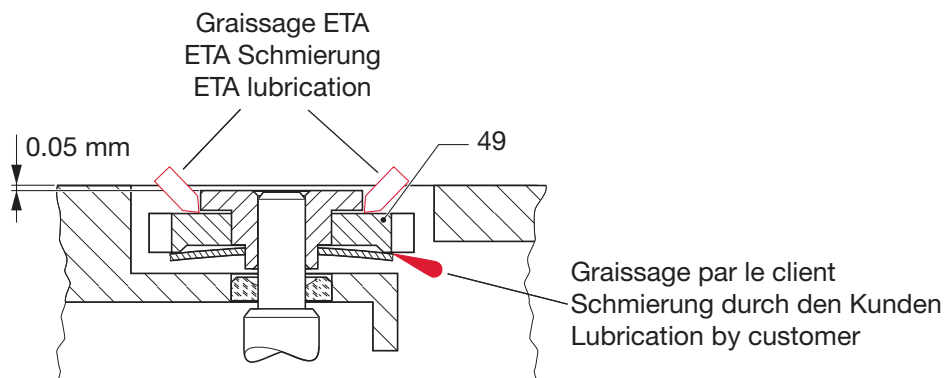 Graissage ETA
ETA Schmierung
ETA lubrication
0.05 mm
49
Graissage par le client
Schmierung durch den Kunden
Lubrication by customer